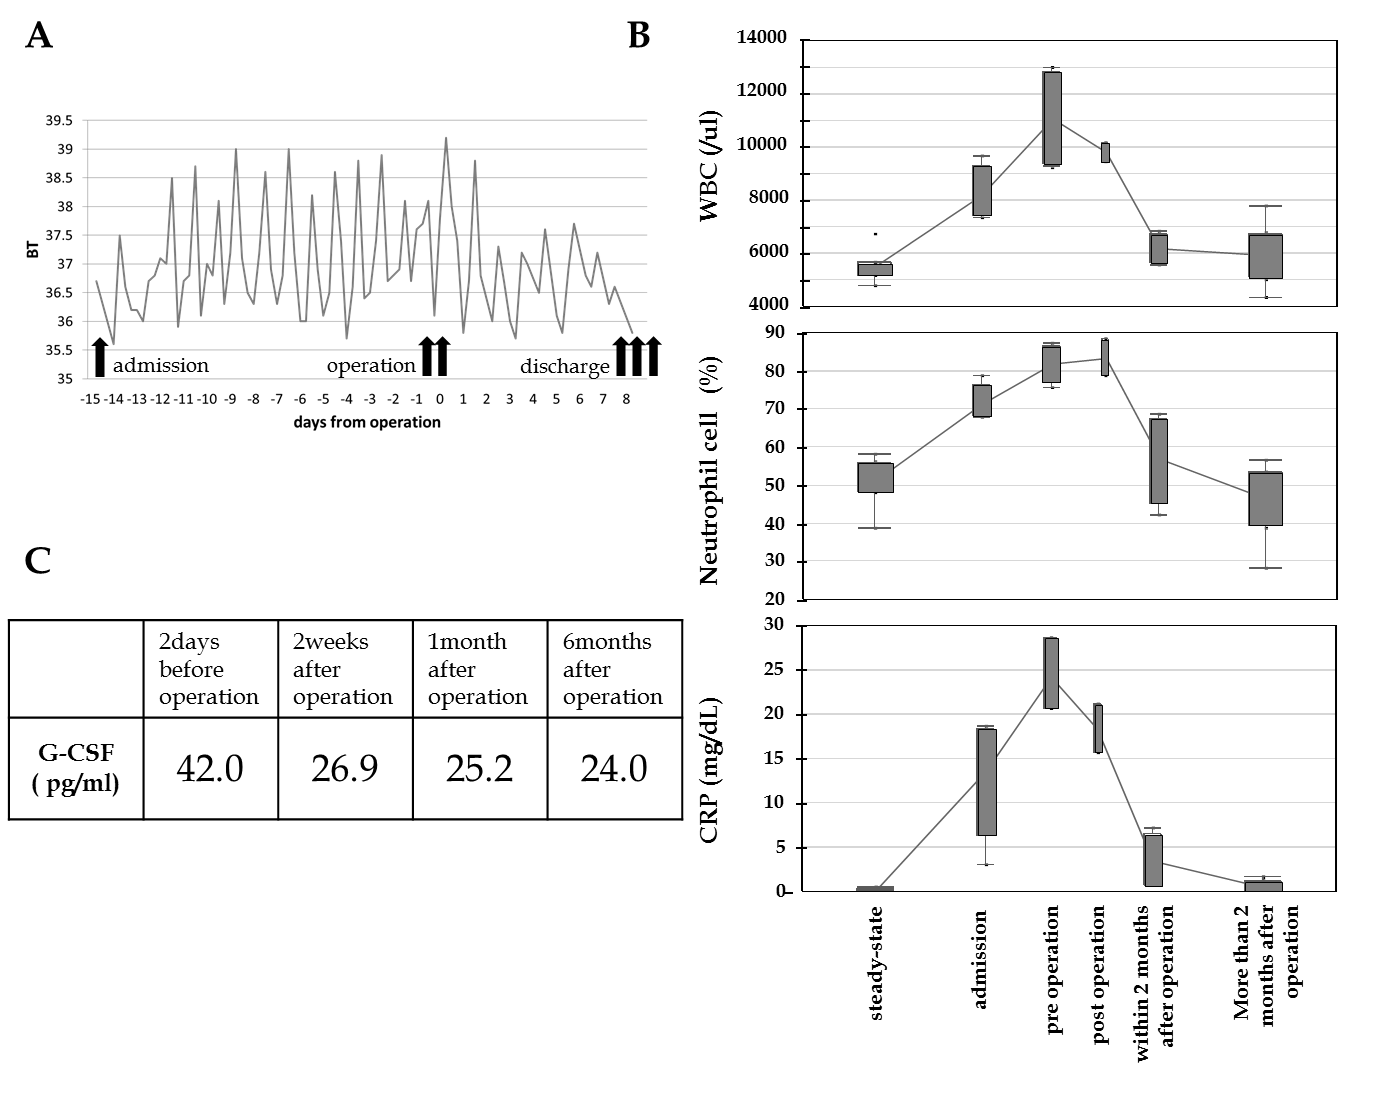 A
39.5
39
38.5
38
37.5
37
36.5
36
35.5
35
BT
admission
operation
discharge
-15 -14 -13 -12 -11 -10 -9 -8 -7 -6 -5 -4 -3 -2 -1 0 1 2 3 4 5 6 7 8
days from operation
B
14000
12000
10000
8000
6000
4000
WBC (/ul)
90
80
70
60
50
40
30
20
Neutrophil cell (%)
30
25
20
15
10
5
0
CRP (mg/dL)
steady-state
admission
pre operation
post operation
within 2 months
after operation
More than 2
months after
operation
C
2days
before
operation
2weeks
after
operation
1month
after
operation
6months
after
operation
G-CSF
( pg/ml)
42.0
26.9
25.2
24.0